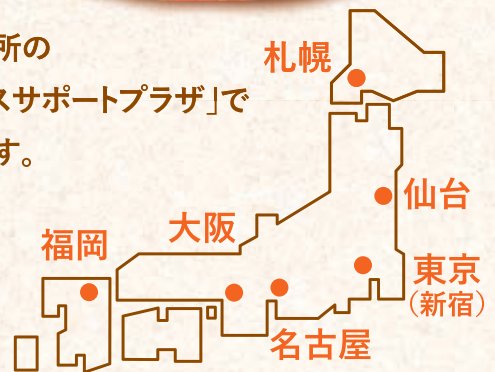 所の
スサポートプラザ」で
す。
札幌
仙台
大阪
福岡
東京
（新宿）
名古屋